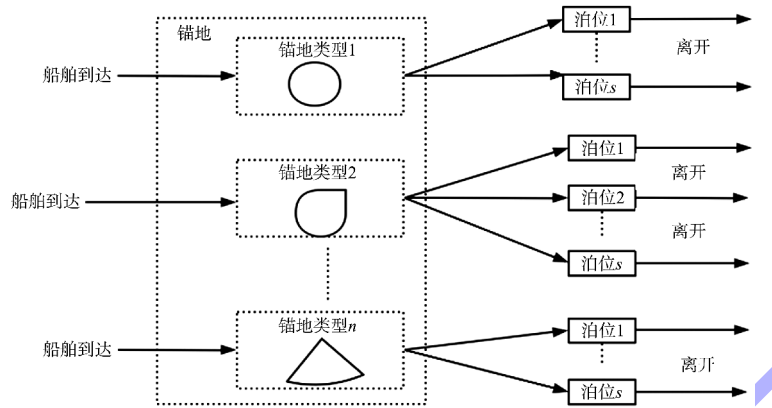 锚地
船舶到达
锚地类型1
泊位1
泊位s
离开
船舶到达
锚地类型2
泊位1
泊位2
泊位s
离开
离开
船舶到达
锚地类型n
泊位1
泊位s
离开